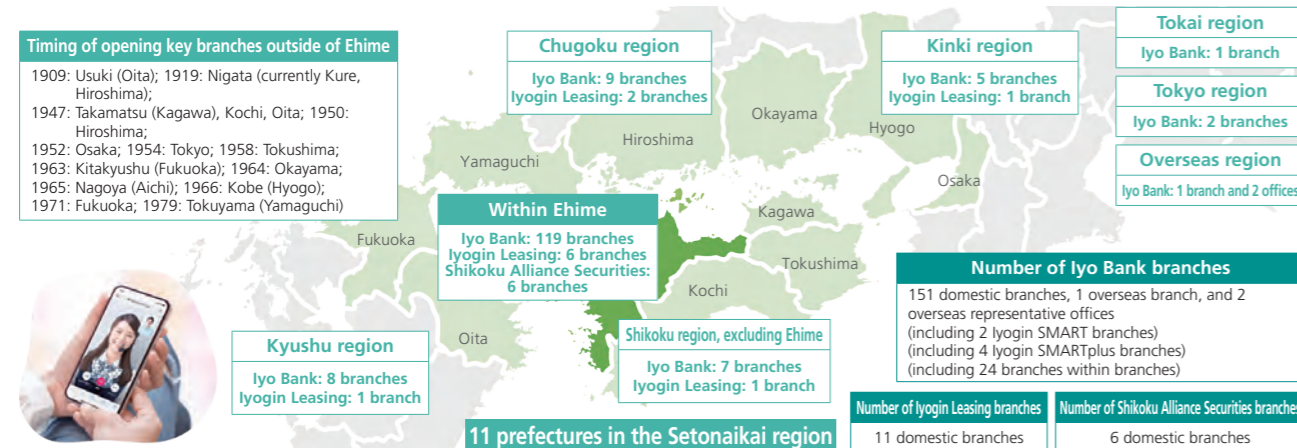 Timing of opening key branches outside of Ehime
1909: Usuki (Oita); 1919: Nigata (currently Kure,
Hiroshima);
1947: Takamatsu (Kagawa), Kochi, Oita; 1950:
Hiroshima;
1952: Osaka; 1954: Tokyo; 1958: Tokushima;
1963: Kitakyushu (Fukuoka); 1964: Okayama;
1965: Nagoya (Aichi); 1966: Kobe (Hyogo);
1971: Fukuoka; 1979: Tokuyama (Yamaguchi)
Chugoku region
Iyo Bank: 9 branches
Iyogin Leasing: 2 branches
Kinki region
Iyo Bank: 5 branches
Iyogin Leasing: 1 branch
Tokai region
Iyo Bank: 1 branch
Tokyo region
Iyo Bank: 2 branches
Overseas region
Iyo Bank: 1 branch and 2 offices
Okayama
Hyogo
Hiroshima
Yamaguchi
Osaka
Within Ehime
Iyo Bank: 119 branches
Iyogin Leasing: 6 branches
Shikoku Alliance Securities:
6 branches
Kagawa
Fukuoka
Tokushima
Kochi
Oita
Number of Iyo Bank branches
151 domestic branches, 1 overseas branch, and 2
overseas representative offices
(including 2 Iyogin SMART branches)
(including 4 Iyogin SMARTplus branches)
(including 24 branches within branches)
Kyushu region
Iyo Bank: 8 branches
Iyogin Leasing: 1 branch
Shikoku region, excluding Ehime
Iyo Bank: 7 branches
Iyogin Leasing: 1 branch
11 prefectures in the Setonaikai region
Number of Iyogin Leasing branches
11 domestic branches
Number of Shikoku Alliance Securities branches
6 domestic branches